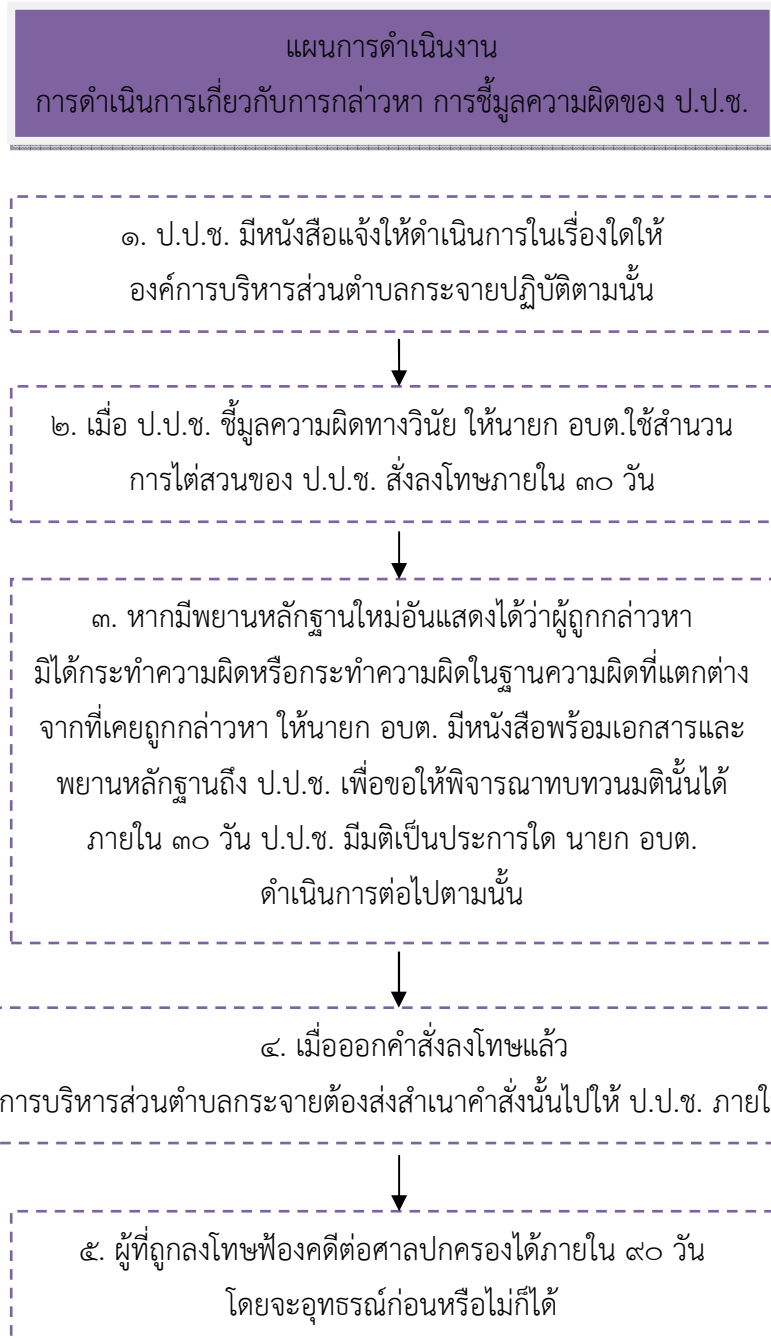 แผนการดำเนินงาน
การดำเนินการเกี่ยวกับการกล่าวหา การชี้มูลความผิดของ ป.ป.ช.
๑. ป.ป.ช. มีหนังสือแจ้งให้ดำเนินการในเรื่องใดให้
องค์การบริหารส่วนตำบลกระจายปฏิบัติตามนั้น
๒. เมื่อ ป.ป.ช. ชี้มูลความผิดทางวินัย ให้นายก อบต.ใช้สำนวน
การไต่สวนของ ป.ป.ช. สั่งลงโทษภายใน ๓๐ วัน
๓. หากมีพยานหลักฐานใหม่อันแสดงได้ว่าผู้ถูกกล่าวหา
มิได้กระทำความผิดหรือกระทำความผิดในฐานความผิดที่แตกต่าง
จากที่เคยถูกกล่าวหา ให้นายก อบต. มีหนังสือพร้อมเอกสารและ
พยานหลักฐานถึง ป.ป.ช. เพื่อขอให้พิจารณาทบทวนมตินั้นได้
ภายใน ๓๐ วัน ป.ป.ช. มีมติเป็นประการใด นายก อบต.
ดำเนินการต่อไปตามนั้น
๔. เมื่อออกคำสั่งลงโทษแล้ว
การบริหารส่วนตำบลกระจายต้องส่งสำเนาคำสั่งนั้นไปให้ ป.ป.ช.
๕. ผู้ที่ถูกลงโทษฟ้องคดีต่อศาลปกครองได้ภายใน ๙๐ วัน
โดยจะอุทธรณ์ก่อนหรือไม่ก็ได้